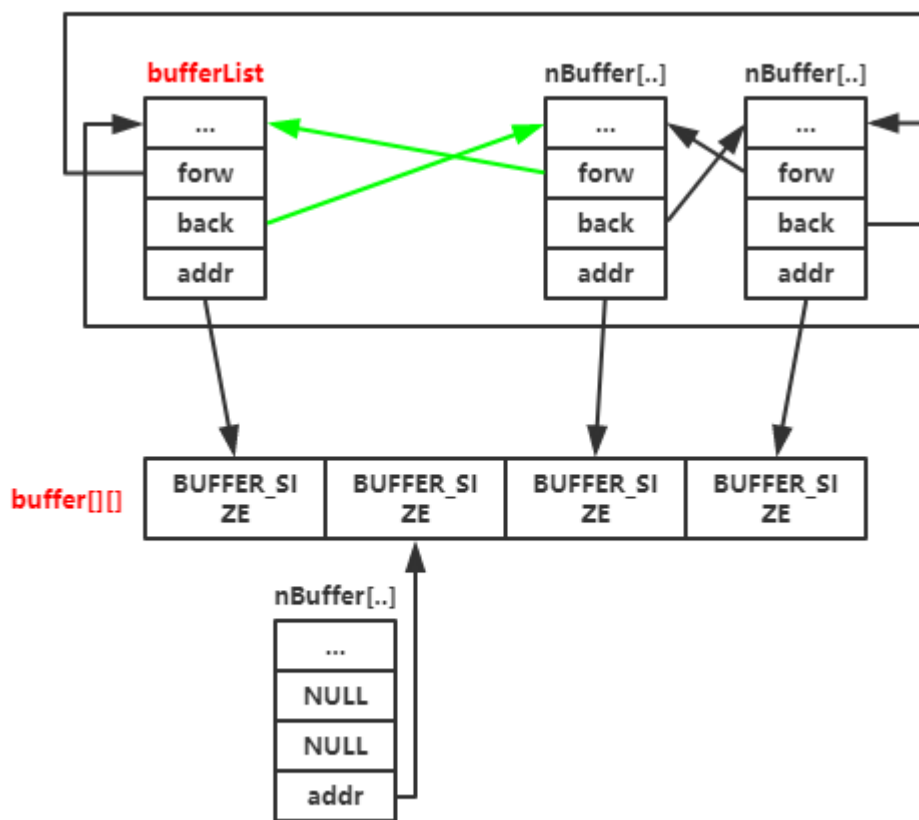 bufferList
nBuffer[..]
nBuffer[..]
...
...
...
forw
forw
forw
back
back
back
addr
addr
addr
buffer[][]
BUFFER_SI
ZE
BUFFER_SI
ZE
BUFFER_SI
ZE
BUFFER_SI
ZE
nBuffer[..]
...
NULL
NULL
addr